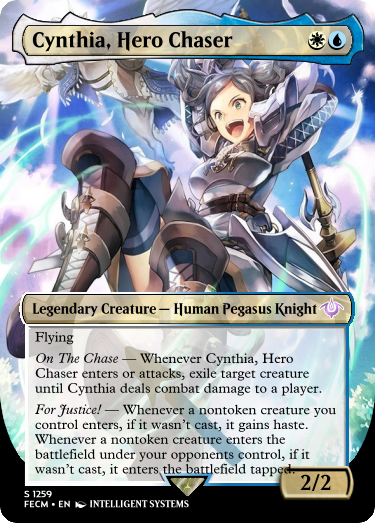 Cynthia, Hero Chaser
Legendary Creature — Human Pegasus Knight
Flying
On The Chase — Whenever Cynthia, Hero
Chaser enters or attacks, exile target creature
until Cynthia deals combat damage to a player.
For Justice! — Whenever a nontoken creature you
control enters, if it wasn't cast, it gains haste.
Whenever a nontoken creature enters the
battlefield under your opponents control, if it
wasn't cast, it enters the battlefield tapped.
2/2
S 1259
FECM • EN INTELLIGENT SYSTEMS